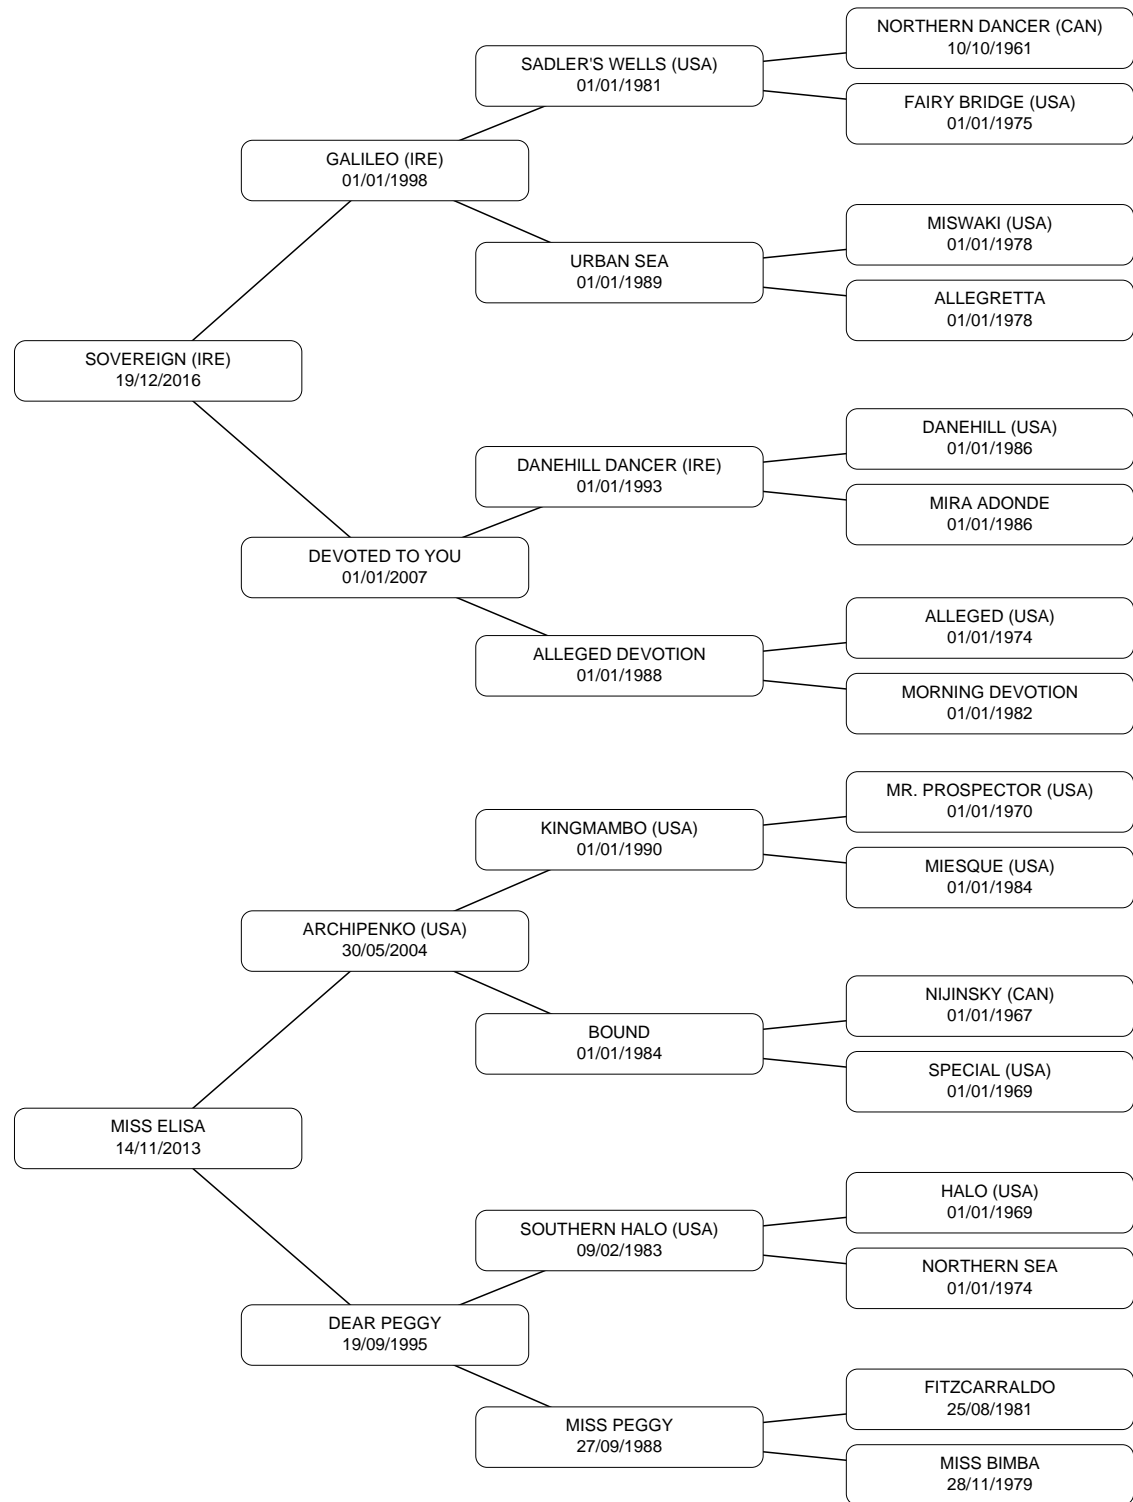 NORTHERN DANCER (CAN)
10/10/1961
SADLER'S WELLS (USA)
01/01/1981
FAIRY BRIDGE (USA)
01/01/1975
GALILEO (IRE)
01/01/1998
MISWAKI (USA)
01/01/1978
URBAN SEA
01/01/1989
ALLEGRETTA
01/01/1978
SOVEREIGN (IRE)
19/12/2016
DANEHILL (USA)
01/01/1986
DANEHILL DANCER (IRE)
01/01/1993
MIRA ADONDE
01/01/1986
DEVOTED TO YOU
01/01/2007
ALLEGED (USA)
01/01/1974
ALLEGED DEVOTION
01/01/1988
MORNING DEVOTION
01/01/1982
MR. PROSPECTOR (USA)
01/01/1970
KINGMAMBO (USA)
01/01/1990
MIESQUE (USA)
01/01/1984
ARCHIPENKO (USA)
30/05/2004
NIJINSKY (CAN)
01/01/1967
BOUND
01/01/1984
SPECIAL (USA)
01/01/1969
MISS ELISA
14/11/2013
HALO (USA)
01/01/1969
SOUTHERN HALO (USA)
09/02/1983
NORTHERN SEA
01/01/1974
DEAR PEGGY
19/09/1995
FITZCARRALDO
25/08/1981
MISS PEGGY
27/09/1988
MISS BIMBA
28/11/1979